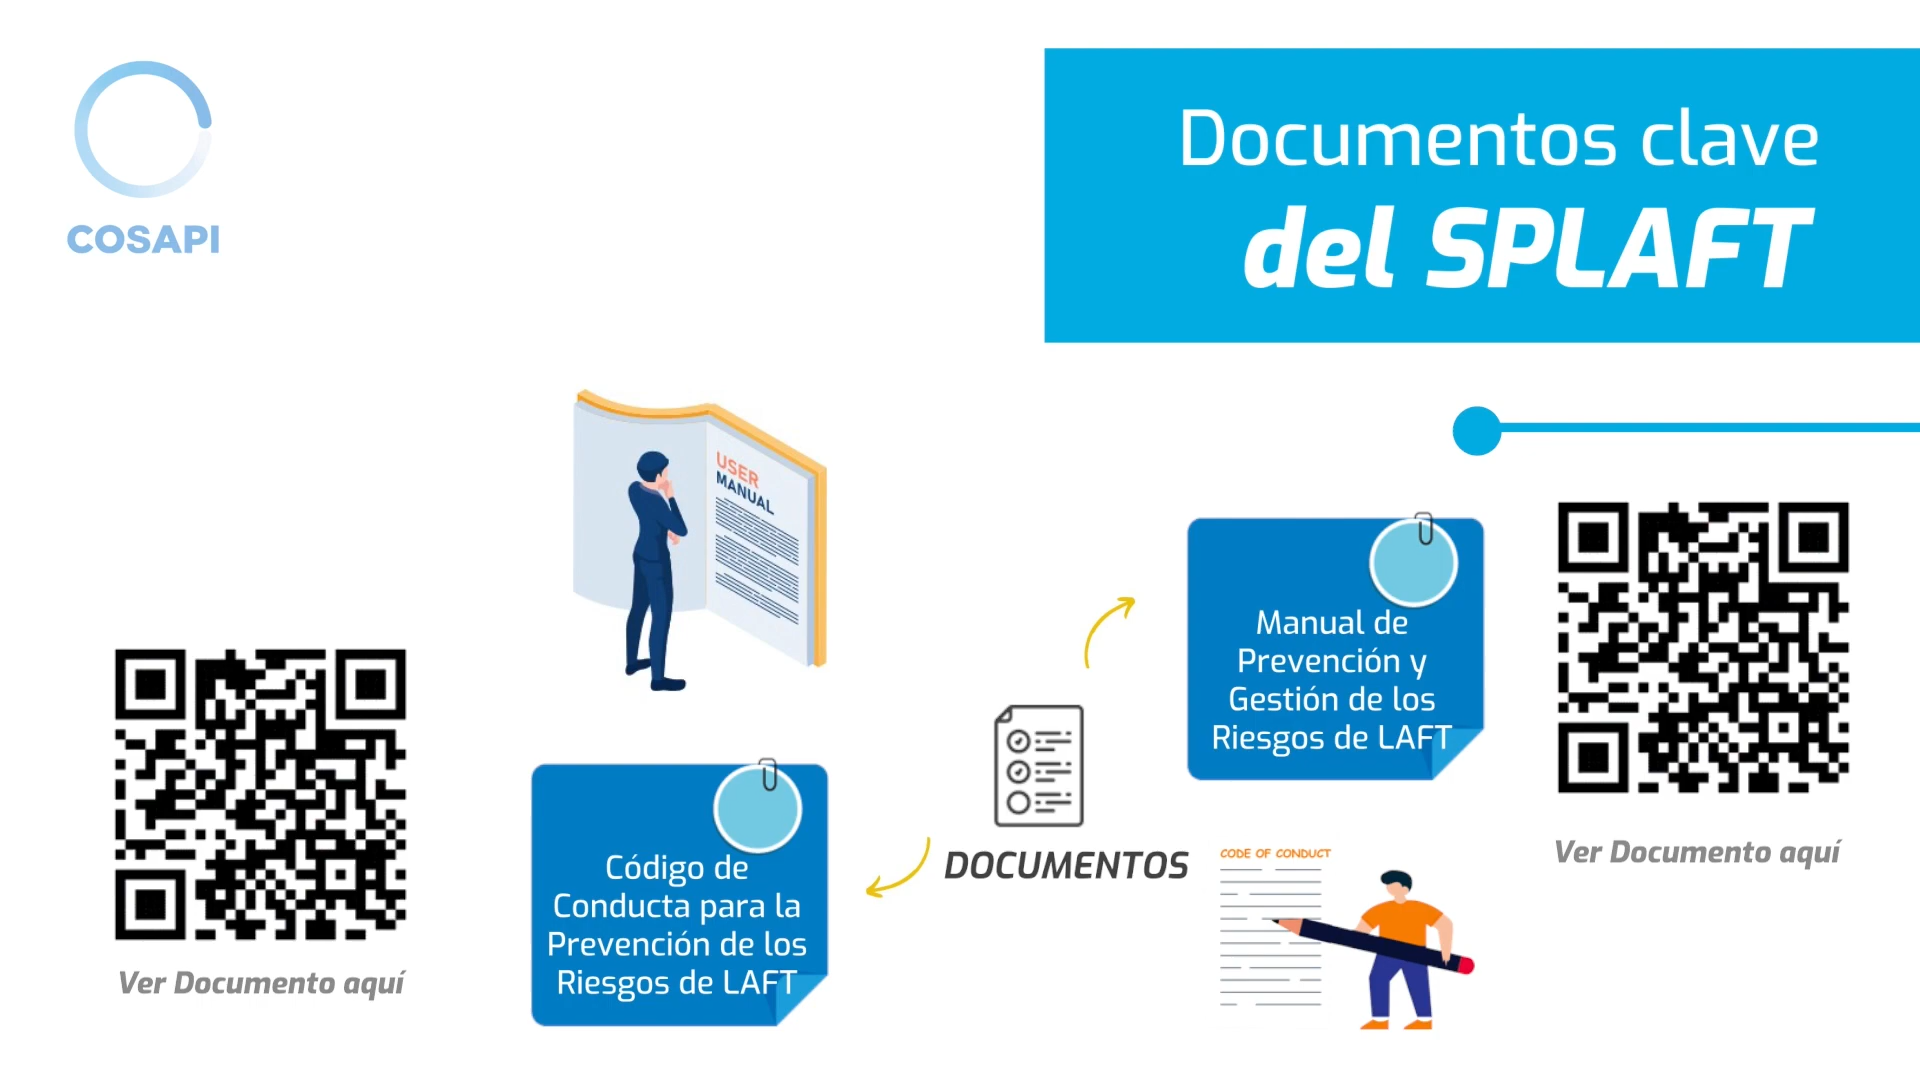 COSAPI
Documentos clave
del SPLAFT
USER
MANUAL
Manual de
Prevención y
Gestión de los
Riesgos de LAFT
Ver Documento aquí
DOCUMENTOS
Código de
Conducta para la
Prevención de los
Riesgos de LAFT
Ver Documento aquí
CODE OF CONDUCT